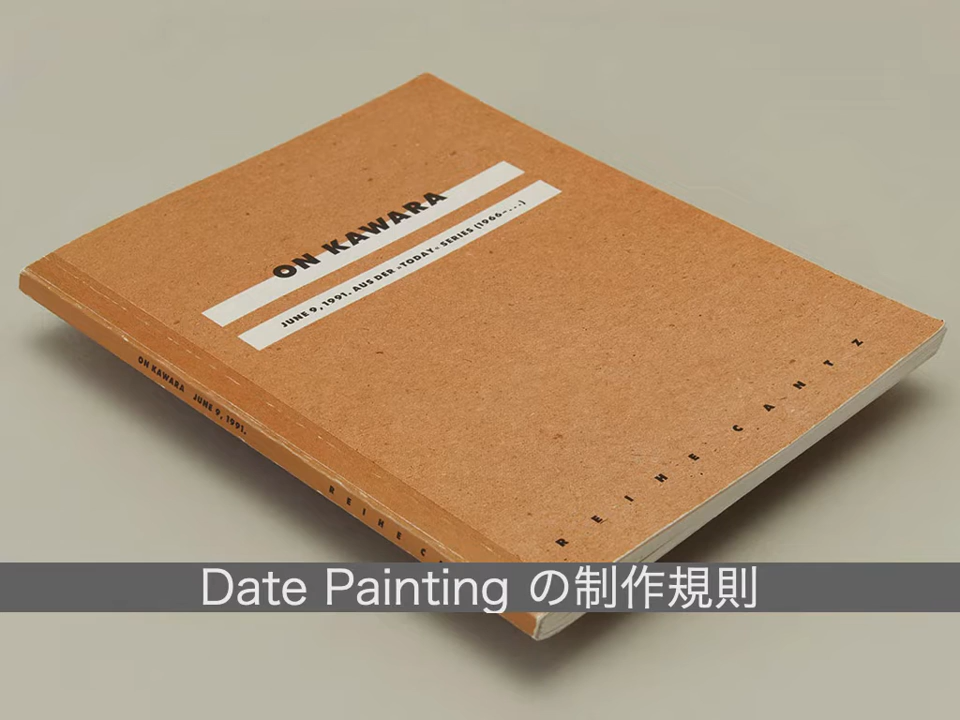 ON KAWARA
JUNE 9, 1991. AUS DER »TODAY« SERIES (1966–...)
REIHE CANTZ
ON KAWARA JUNE 9, 1991.
REIHE C
Date Painting の制作規則